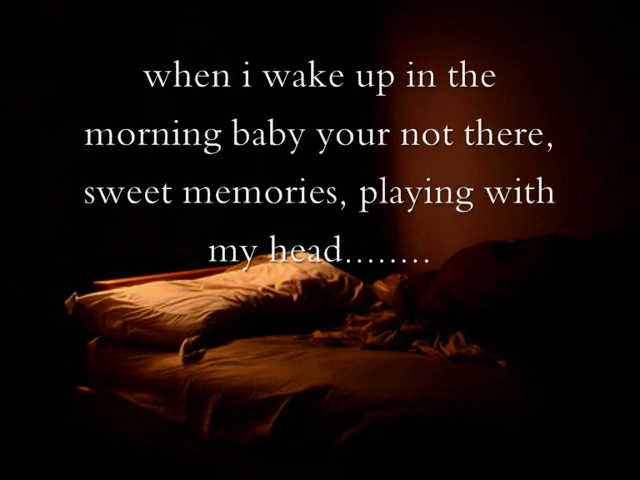 when i wake up in the
morning baby your not there,
sweet memories, playing with
my head........